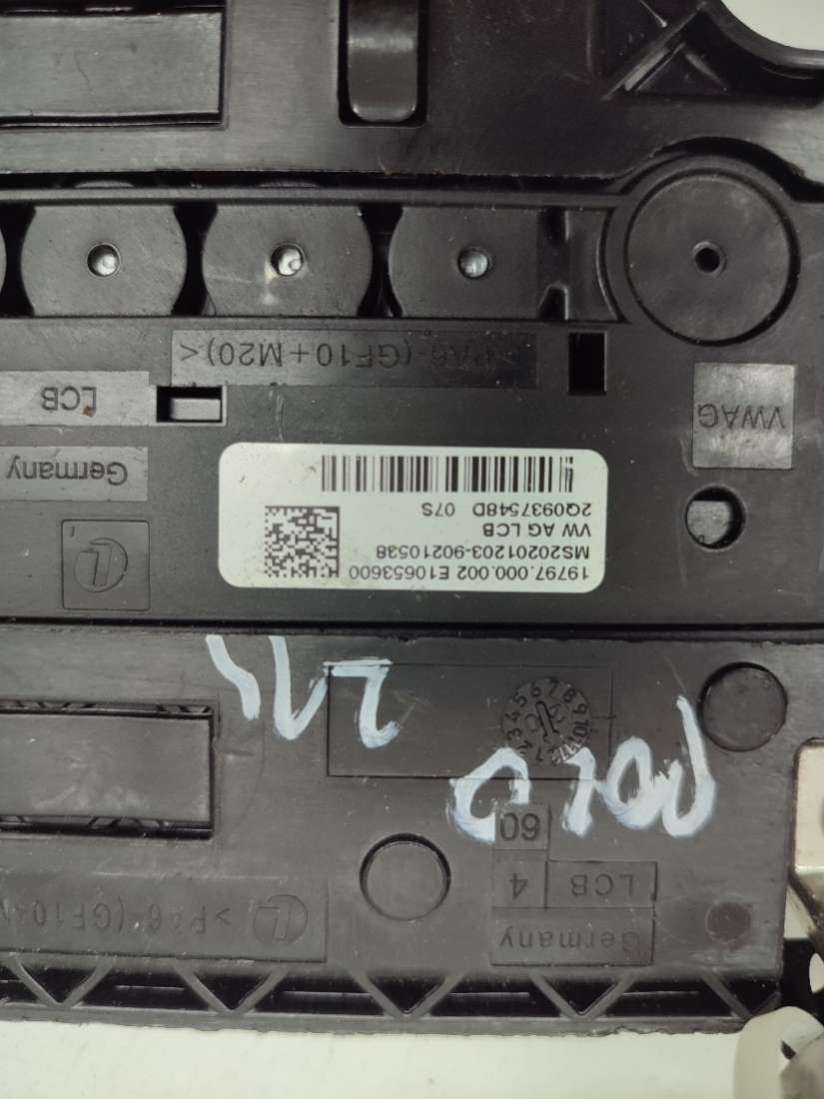 Germany
LCB 4
60
>PA6-(GF10+M
POLO
19797.000.002 E10653600
MS20201203-90210538
VW AG LCB
2Q0937548D 07S
Germany
VWAG
LCB
>PA6-(GF10+M20)<